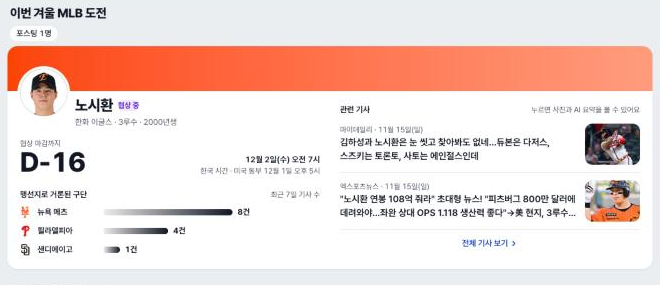 이번 겨울 MLB 도전
포스팅 1명
노시환 협상 중
한화 이글스 · 3루수 · 2000년생
협상 마감까지
D-16
12월 2일(수) 오전 7시
한국 시간 · 미국 동부 12월 1일 오후 5시
행선지로 거론된 구단
최근 7일 기사 수
뉴욕 메츠 8건
필라델피아 4건
샌디에이고 1건
관련 기사
누르면 사진과 AI 요약을 볼 수 있어요
마이데일리 · 11월 15일(일)
김하성과 노시환은 눈 씻고 찾아봐도 없네…듀본은 다저스,
스즈키는 토론토, 사토는 에인절스인데
엑스포츠뉴스 · 11월 15일(일)
"노시환 연봉 108억 줘라" 초대형 뉴스! "피츠버그 800만 달러에
데려와야…좌완 상대 OPS 1.118 생산력 좋다"→美 현지, 3루수…
전체 기사 보기 >